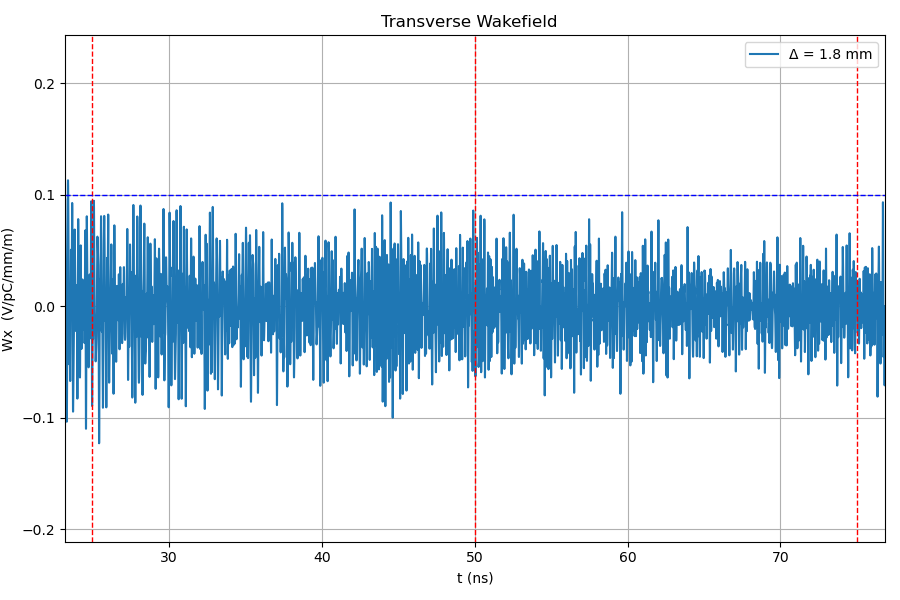 Transverse Wakefield
Δ = 1.8 mm
Wx  (V/pC/mm/m)
0.2
0.1
0.0
−0.1
−0.2
30
40
50
60
70
t (ns)